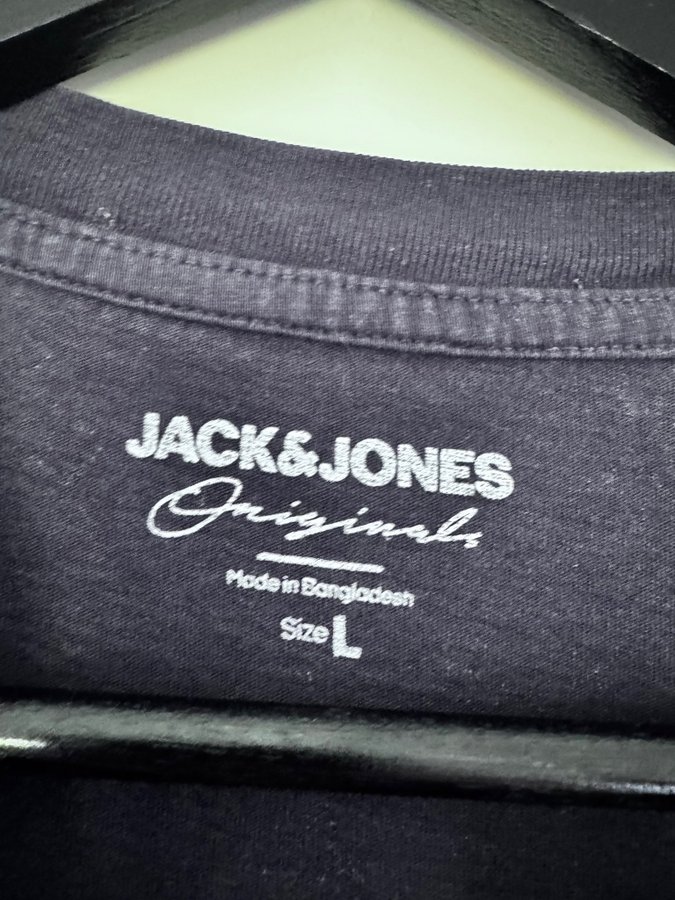 JACK&JONES
Originals
Made in Bangladesh
Size L